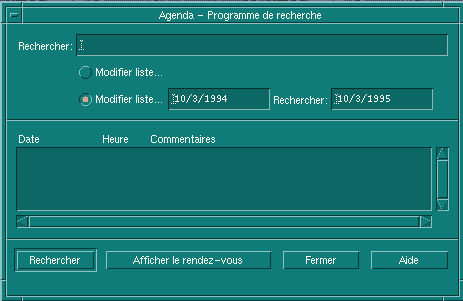 Agenda – Programme de recherche
Rechercher:
Modifier liste...
Modifier liste... 10/3/1994 Rechercher: 10/3/1995
Date Heure Commentaires
Rechercher Afficher le rendez-vous Fermer Aide